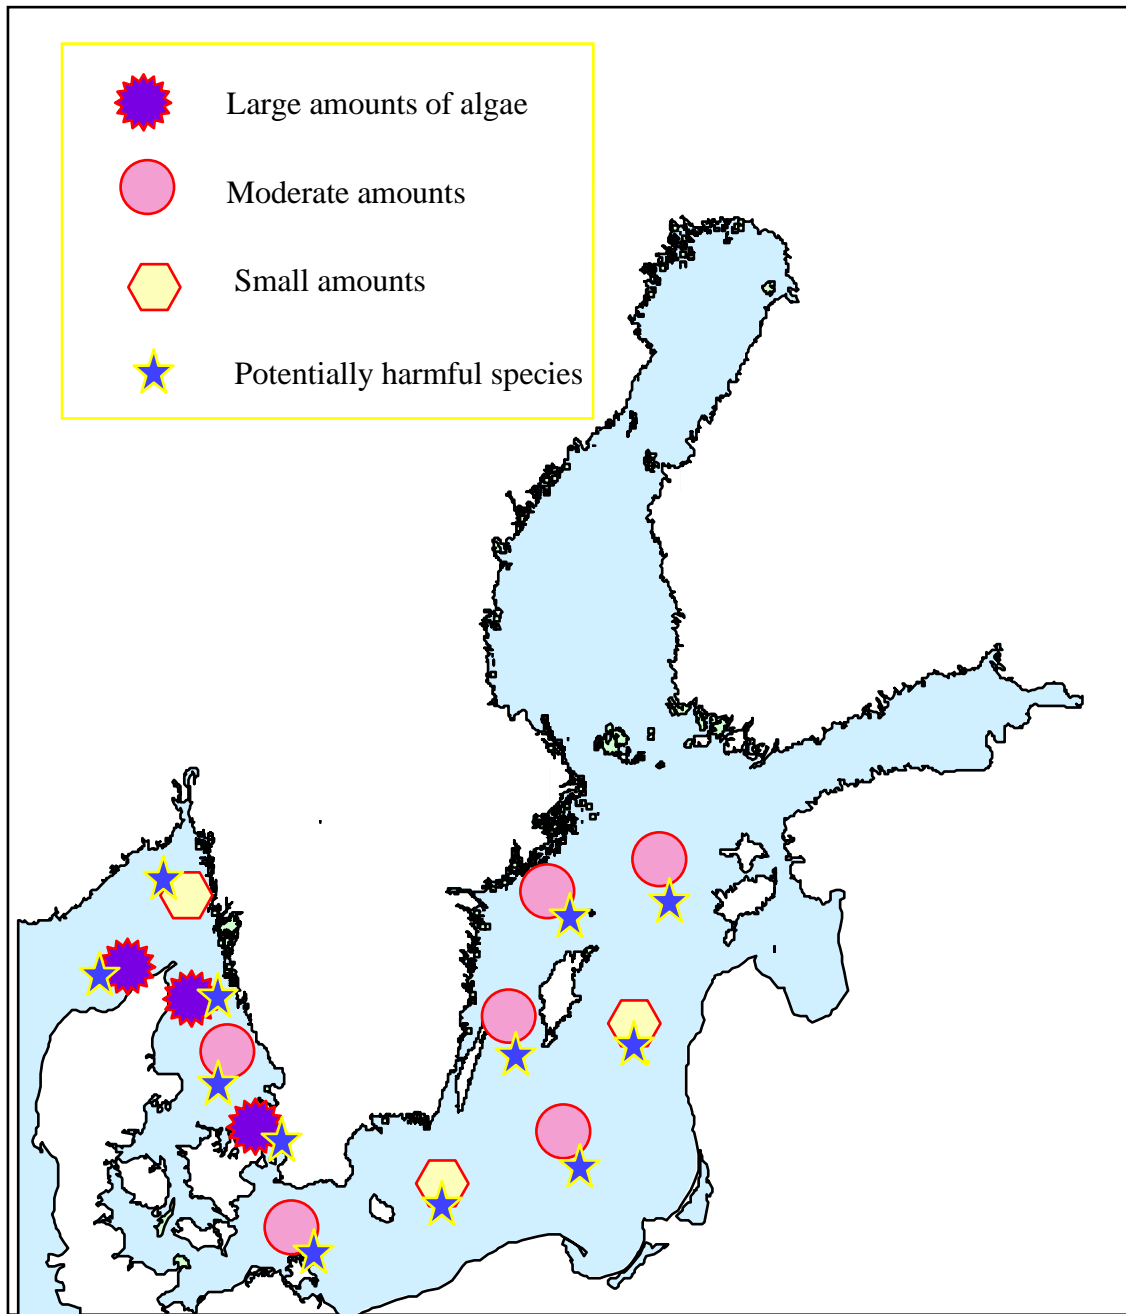 Large amounts of algae
Moderate amounts
Small amounts
Potentially harmful species